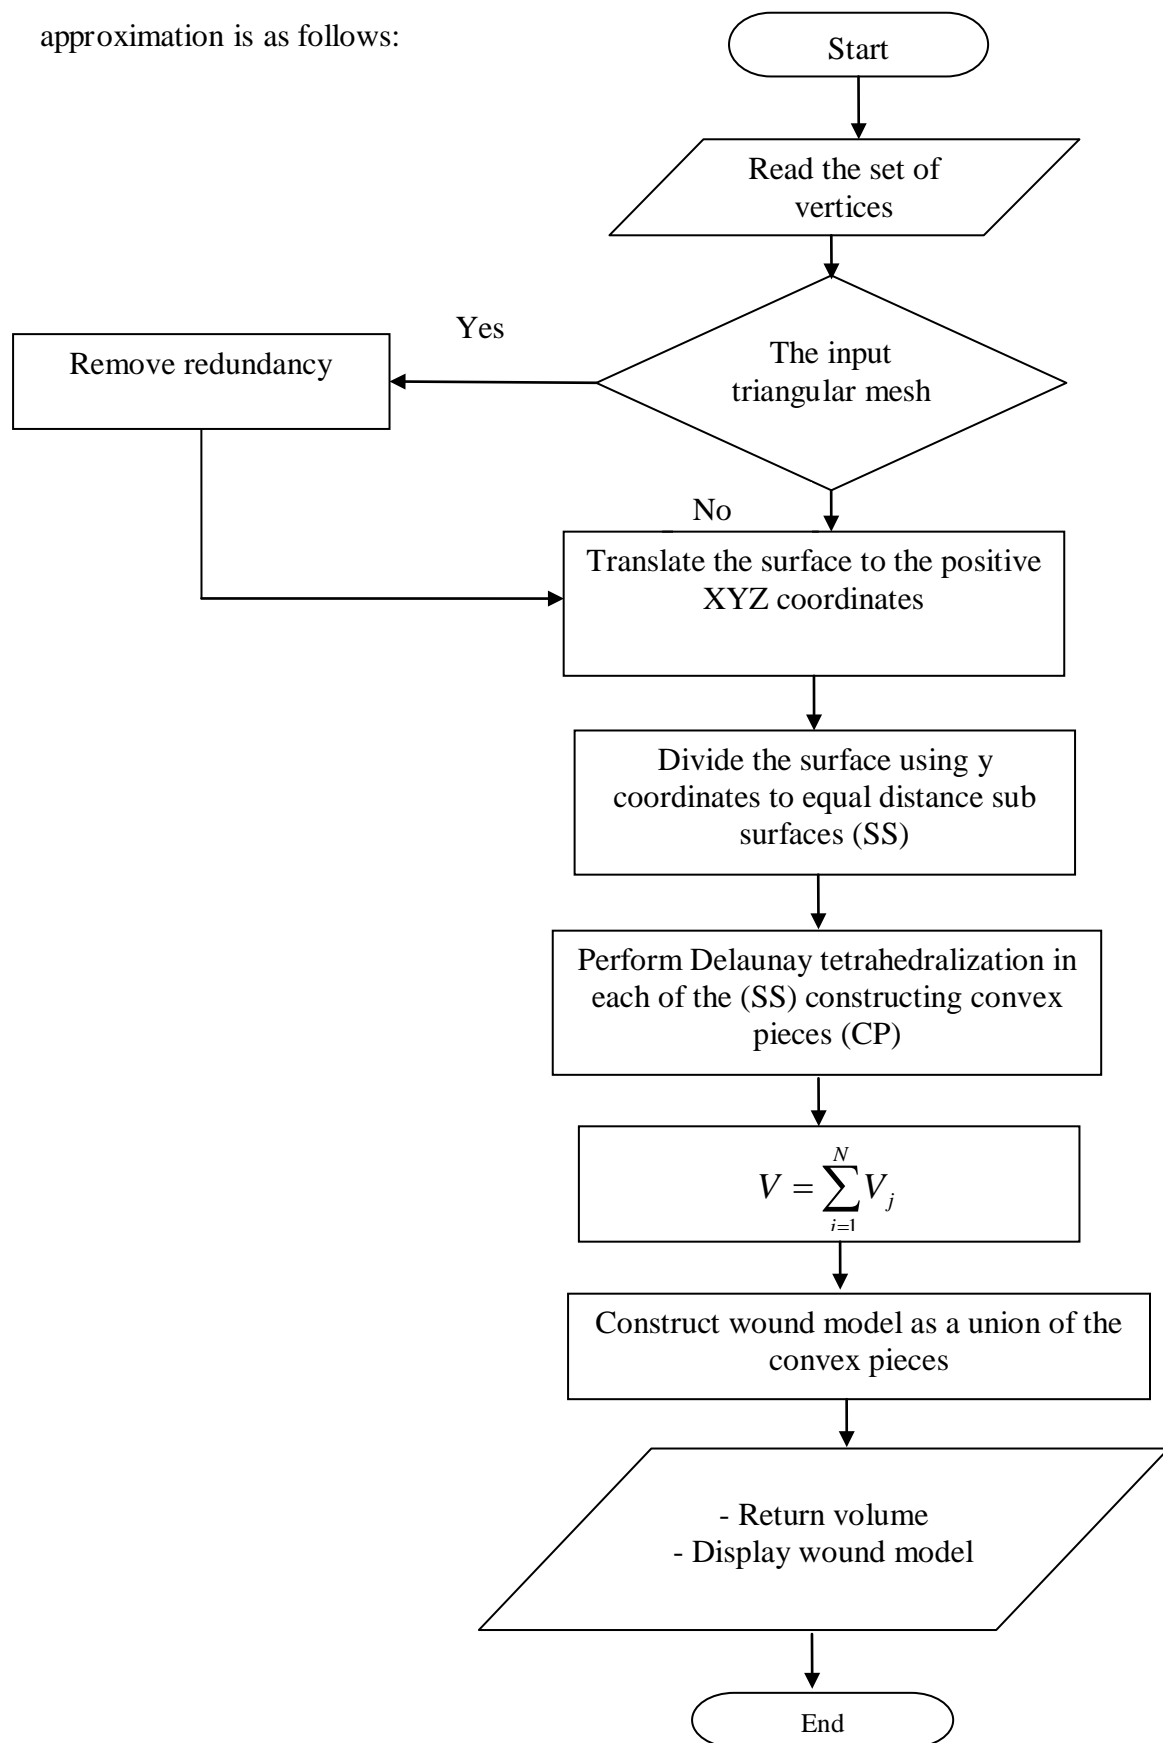 approximation is as follows:
Start
Read the set of
vertices
Yes
Remove redundancy
The input
triangular mesh
No
Translate the surface to the positive
XYZ coordinates
Divide the surface using y
coordinates to equal distance sub
surfaces (SS)
Perform Delaunay tetrahedralization in
each of the (SS) constructing convex
pieces (CP)
V = \sum_{i=1}^{N} V_j
Construct wound model as a union of the
convex pieces
- Return volume
- Display wound model
End